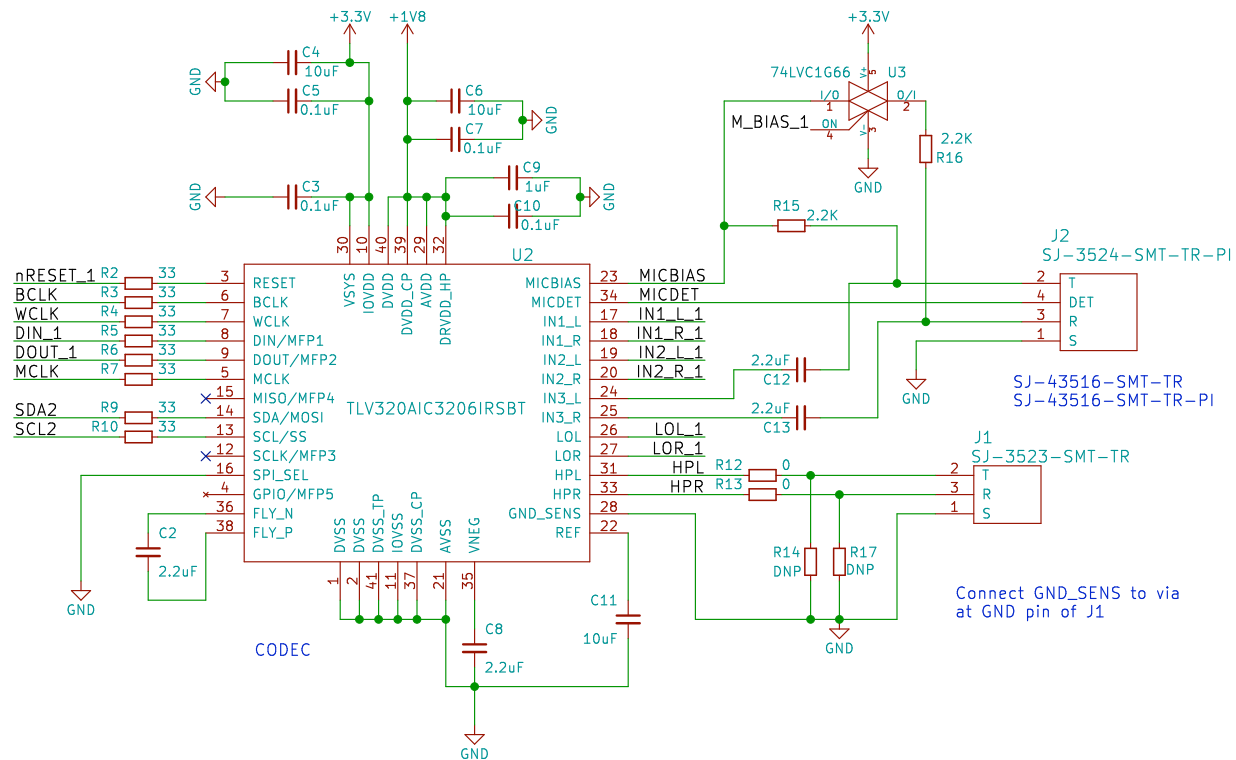 +3.3V
+1V8
+3.3V
C4
10uF
GND
C5
0.1uF
C6
10uF
GND
C7
0.1uF
C9
1uF
GND
C10
0.1uF
GND
C3
0.1uF
74LVC1G66
U3
V+
5
I/O
1
O/I
2
M_BIAS_1
ON
4
V-
3
GND
2.2K
R16
R15
2.2K
30
10
40
39
29
32
U2
VSYS
IOVDD
DVDD
DVDD_CP
AVDD
DRVDD_HP
nRESET_1 R2 33 3 RESET
BCLK R3 33 6 BCLK
WCLK R4 33 7 WCLK
DIN_1 R5 33 8 DIN/MFP1
DOUT_1 R6 33 9 DOUT/MFP2
MCLK R7 33 5 MCLK
15 MISO/MFP4
SDA2 R9 33 14 SDA/MOSI
SCL2 R10 33 13 SCL/SS
12 SCLK/MFP3
16 SPI_SEL
4 GPIO/MFP5
36 FLY_N
38 FLY_P
TLV320AIC3206IRSBT
MICBIAS 23 MICBIAS
MICDET 34 MICDET
IN1_L 17 IN1_L_1
IN1_R 18 IN1_R_1
IN2_L 19 IN2_L_1
IN2_R 20 IN2_R_1
IN3_L 24
IN3_R 25
LOL 26 LOL_1
LOR 27 LOR_1
HPL 31 HPL R12 0
HPR 33 HPR R13 0
GND_SENS 28
REF 22
DVSS
DVSS
DVSS_TP
IOVSS
DVSS_CP
AVSS
VNEG
1
2
41
11
37
21
35
J2
SJ-3524-SMT-TR-PI
2 T
4 DET
3 R
1 S
GND
SJ-43516-SMT-TR
SJ-43516-SMT-TR-PI
2.2uF
C12
2.2uF
C13
J1
SJ-3523-SMT-TR
2 T
3 R
1 S
R14
DNP
R17
DNP
GND
Connect GND_SENS to via
at GND pin of J1
C2
2.2uF
GND
CODEC
C8
2.2uF
C11
10uF
GND